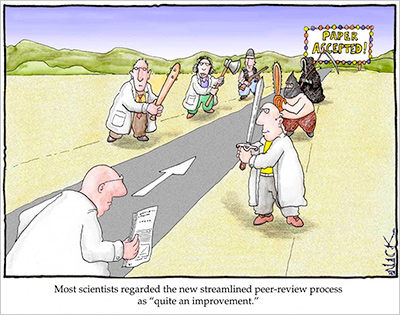 PAPER
ACCEPTED!
Most scientists regarded the new streamlined peer-review process
as “quite an improvement.”